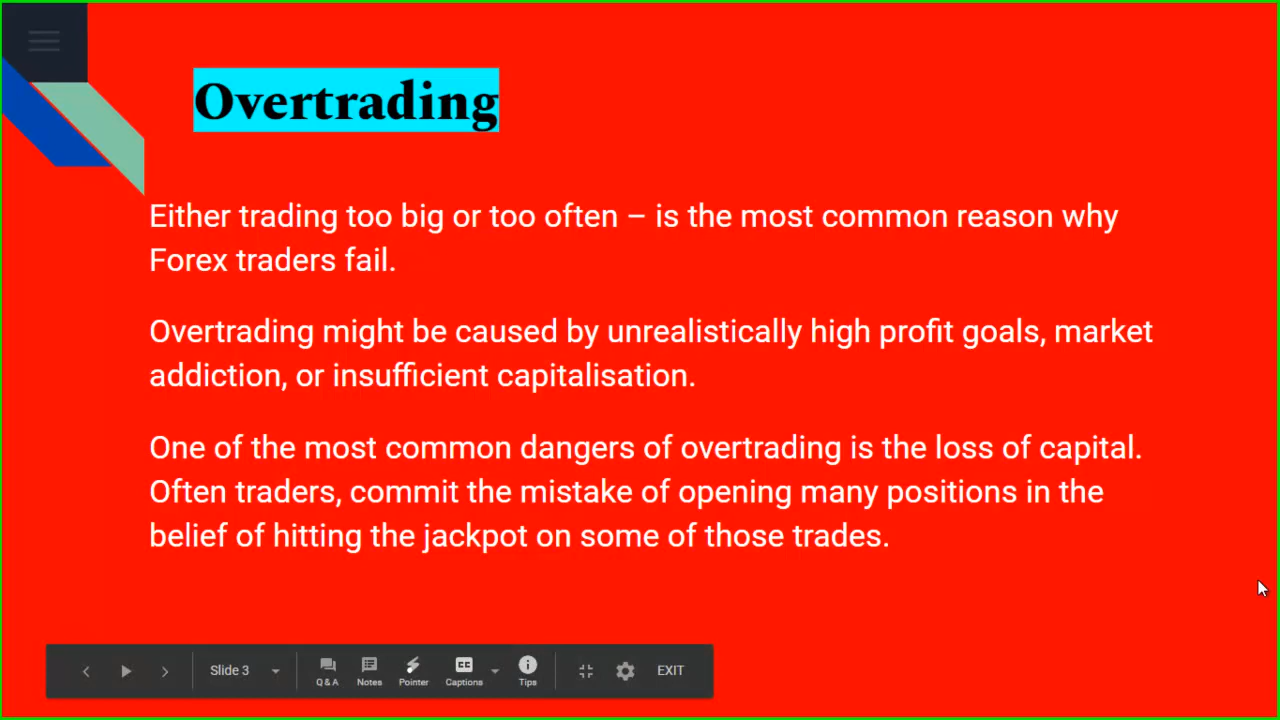 Overtrading
Either trading too big or too often – is the most common reason why
Forex traders fail.
Overtrading might be caused by unrealistically high profit goals, market
addiction, or insufficient capitalisation.
One of the most common dangers of overtrading is the loss of capital.
Often traders, commit the mistake of opening many positions in the
belief of hitting the jackpot on some of those trades.
Slide 3
Q & A
Notes
Pointer
CC
Captions
Tips
EXIT